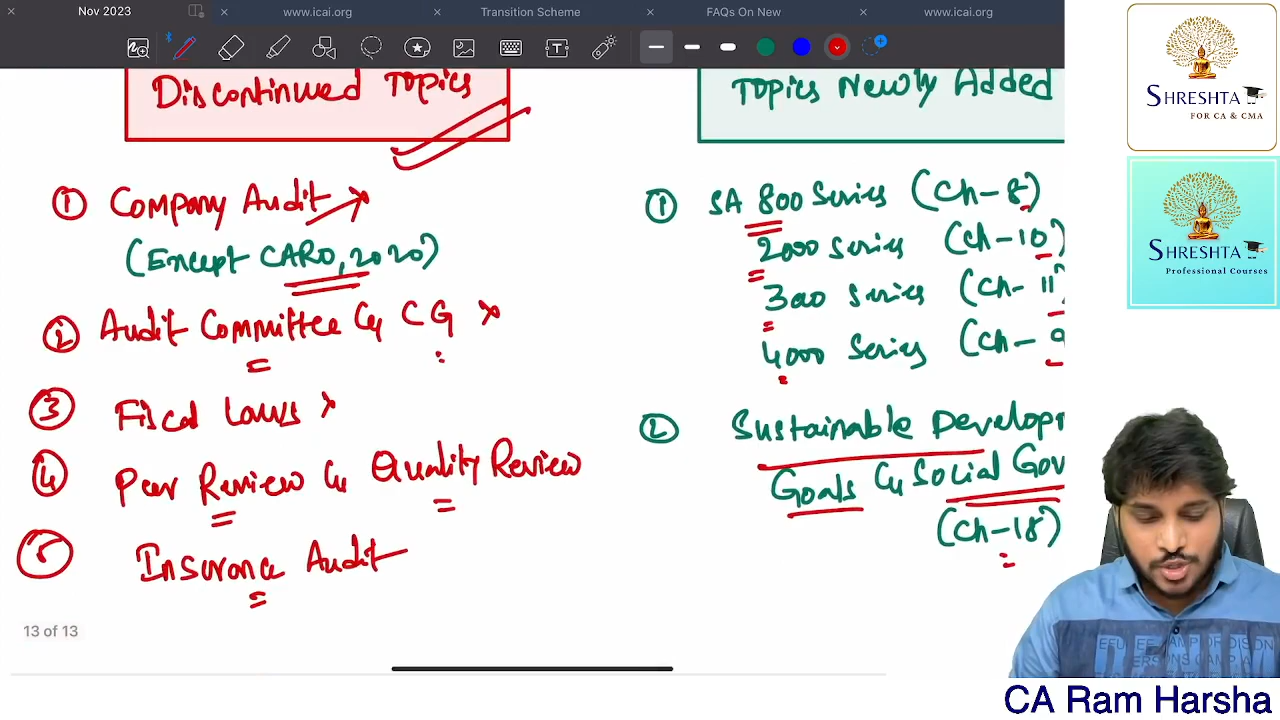 Nov 2023
www.icai.org
Transition Scheme
FAQs On New
www.icai.org
Discontinued Topics
① Company Audit
(Except CARO, 2020)
② Audit Committee & CG
③ Fiscal Laws
④ Peer Review & Quality Review
⑤ Insurance Audit
13 of 13
Topics Newly Added
① SA 800 Series (Ch-8)
2000 Series (Ch-10)
3000 Series (Ch-11)
4000 Series (Ch-9
② Sustainable Develop
Goals & Social Gov
(Ch-18)
SHRESHTA
FOR CA & CMA
SHRESHTA
Professional Courses
CA Ram Harsha